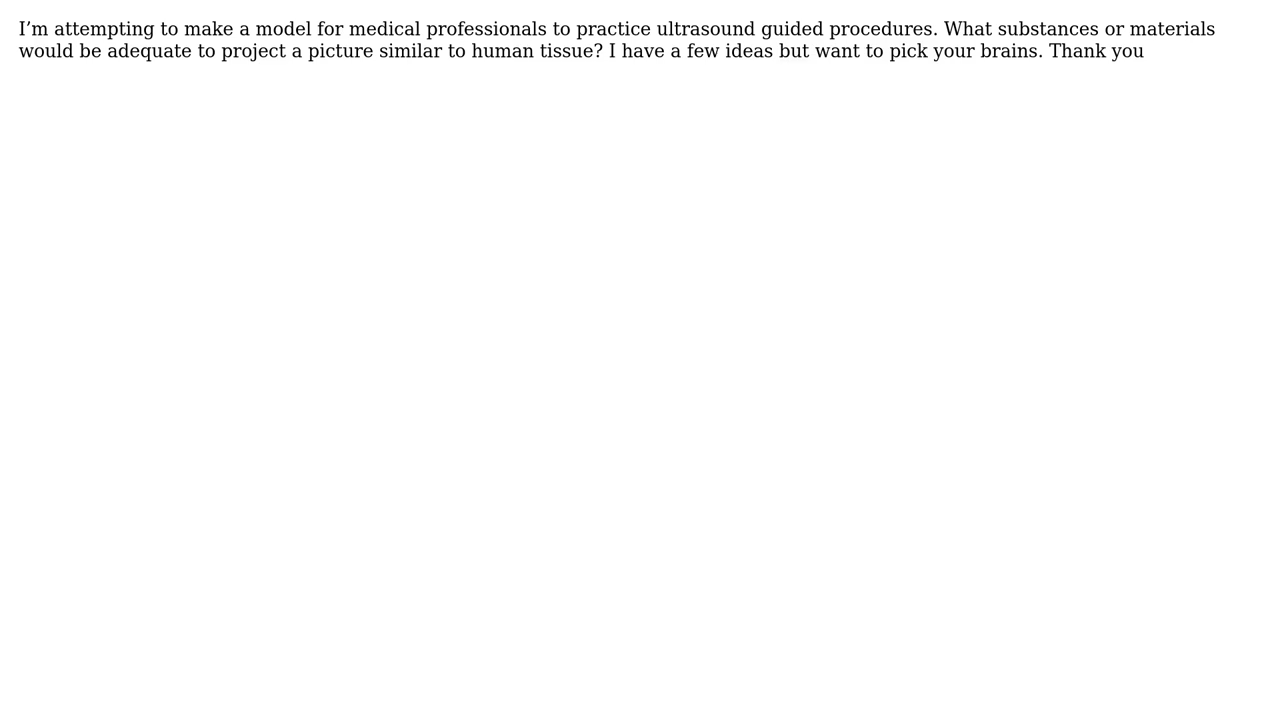 I’m attempting to make a model for medical professionals to practice ultrasound guided procedures. What substances or materials
would be adequate to project a picture similar to human tissue? I have a few ideas but want to pick your brains. Thank you